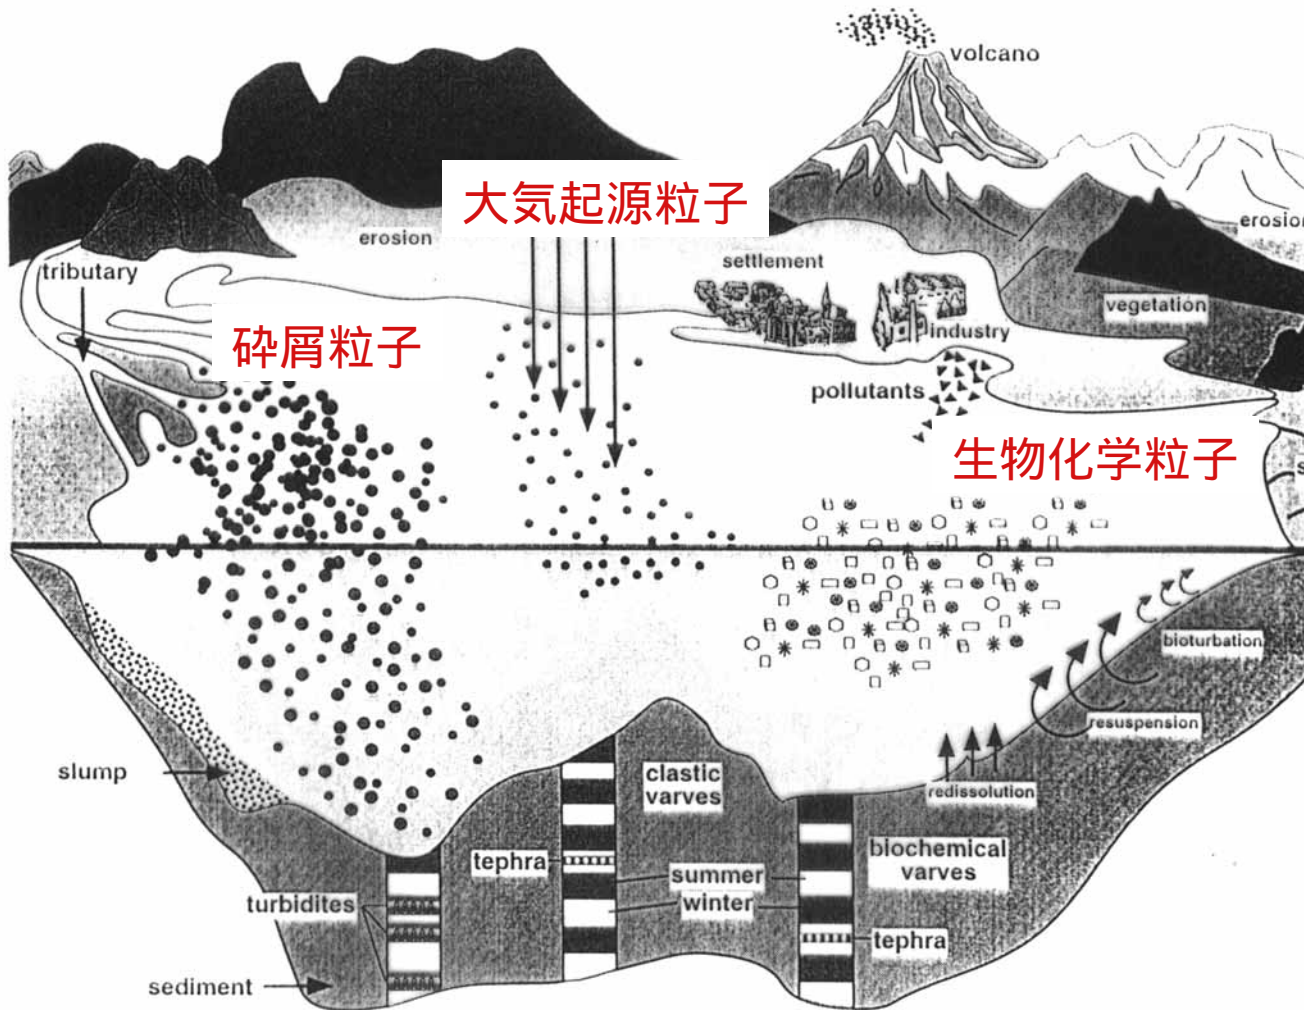 volcano
大気起源粒子
erosion
erosion
settlement
tributary
vegetation
industry
砕屑粒子
pollutants
生物化学粒子
bioturbation
resuspension
slump
clastic
varves
redissolution
tephra
summer
biochemical
varves
turbidites
winter
tephra
sediment